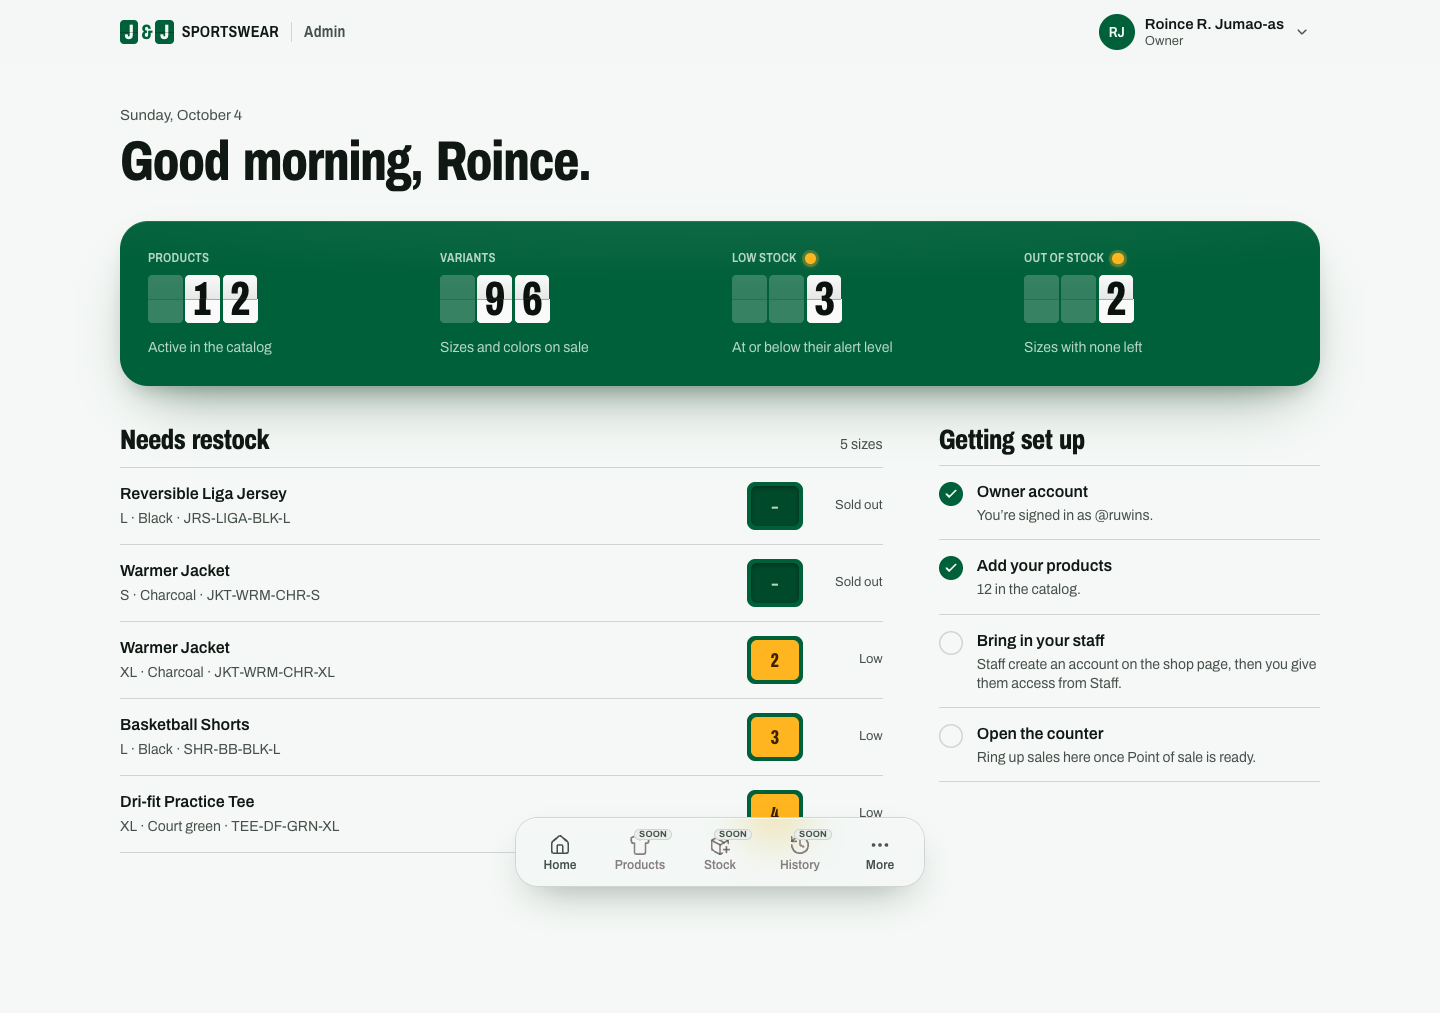 J & J SPORTSWEAR Admin
RJ
Roince R. Jumao-as
Owner
Sunday, October 4
Good morning, Roince.
PRODUCTS
12
Active in the catalog
VARIANTS
96
Sizes and colors on sale
LOW STOCK
3
At or below their alert level
OUT OF STOCK
2
Sizes with none left
Needs restock
5 sizes
Reversible Liga Jersey
L · Black · JRS-LIGA-BLK-L
-
Sold out
Warmer Jacket
S · Charcoal · JKT-WRM-CHR-S
-
Sold out
Warmer Jacket
XL · Charcoal · JKT-WRM-CHR-XL
2
Low
Basketball Shorts
L · Black · SHR-BB-BLK-L
3
Low
Dri-fit Practice Tee
XL · Court green · TEE-DF-GRN-XL
4
Low
Getting set up
Owner account
You’re signed in as @ruwins.
Add your products
12 in the catalog.
Bring in your staff
Staff create an account on the shop page, then you give
them access from Staff.
Open the counter
Ring up sales here once Point of sale is ready.
Home
SOON
Products
SOON
Stock
SOON
History
More